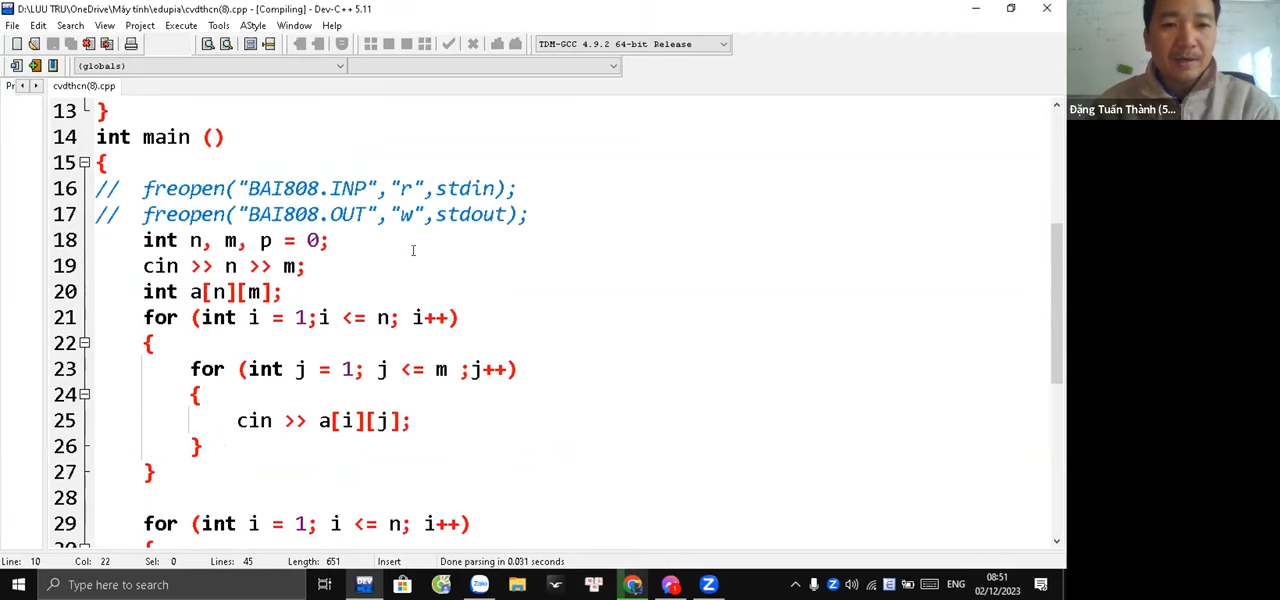 D:\LUU TRU\OneDrive\Máy tính\edupia\cvdthcn(8).cpp - [Compiling] - Dev-C++ 5.11
File Edit Search View Project Execute Tools AStyle Window Help
TDM-GCC 4.9.2 64-bit Release
(globals)
Pr cvdthcn(8).cpp
Đặng Tuấn Thành (5...
13 }
14 int main ()
15 {
16 // freopen("BAI808.INP","r",stdin);
17 // freopen("BAI808.OUT","w",stdout);
18 int n, m, p = 0;
19 cin >> n >> m;
20 int a[n][m];
21 for (int i = 1;i <= n; i++)
22 {
23 for (int j = 1; j <= m ;j++)
24 {
25 cin >> a[i][j];
26 }
27 }
28
29 for (int i = 1; i <= n; i++)
Line: 10 Col: 22 Sel: 0 Lines: 45 Length: 651 Insert Done parsing in 0.031 seconds
Type here to search
ENG
08:51
02/12/2023